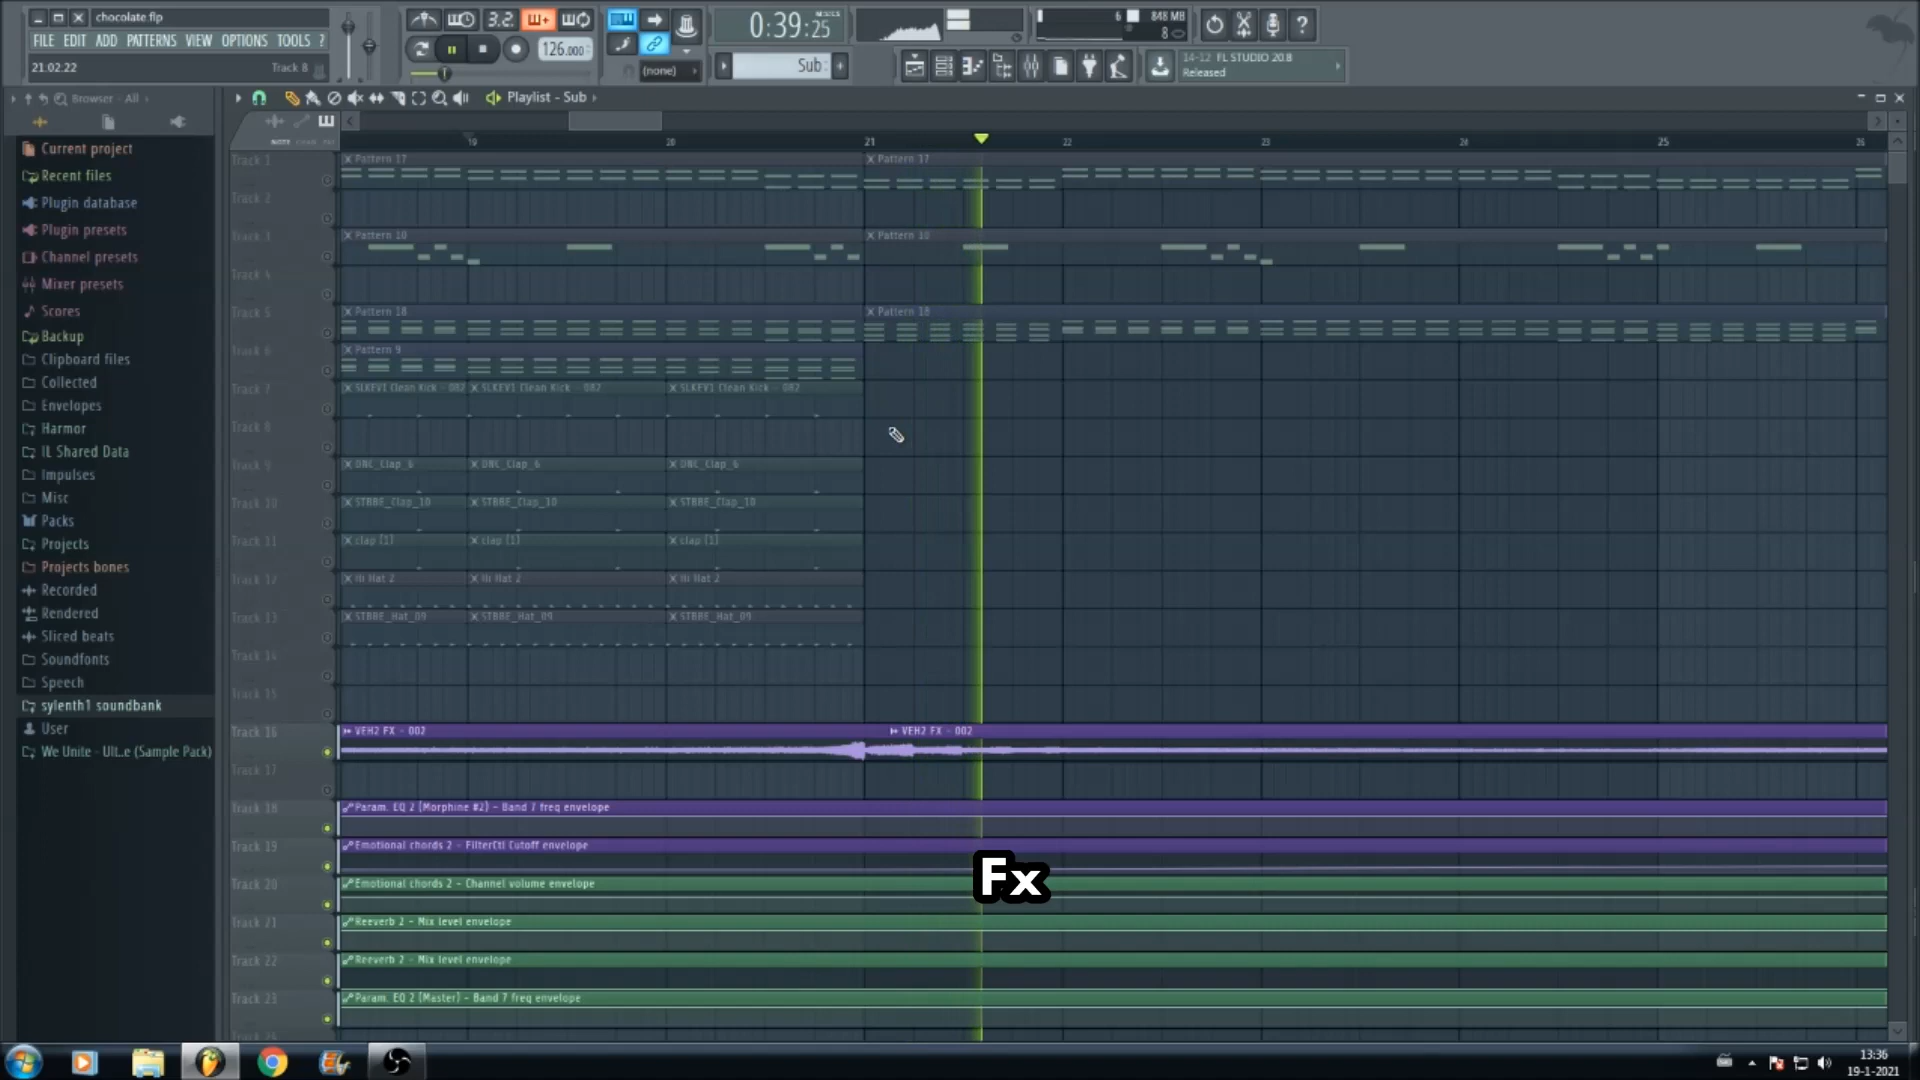 chocolate.flp
FILE EDIT ADD PATTERNS VIEW OPTIONS TOOLS ?
21.02.22 Track 8
3.2.
126.000
0:39:25
M:S:CS
(none)
Sub
6 848 MB
8
14-12 FL STUDIO 20.8
Released
Browser - All
Playlist - Sub
Current project
Recent files
Plugin database
Plugin presets
Channel presets
Mixer presets
Scores
Backup
Clipboard files
Collected
Envelopes
Harmor
IL Shared Data
Impulses
Misc
Packs
Projects
Projects bones
Recorded
Rendered
Sliced beats
Soundfonts
Speech
sylenth1 soundbank
User
We Unite - Ult..e (Sample Pack)
19 20 21 22 23 24 25 26
Track 1 Pattern 17 Pattern 17
Track 2
Track 3 Pattern 10 Pattern 10
Track 4
Track 5 Pattern 18 Pattern 18
Track 6 Pattern 9
Track 7 SLKEV1 Clean Kick - 082 SLKEV1 Clean Kick - 082 SLKEV1 Clean Kick - 082
Track 8
Track 9 DNC_Clap_6 DNC_Clap_6 DNC_Clap_6
Track 10 STBBE_Clap_10 STBBE_Clap_10 STBBE_Clap_10
Track 11 clap (1) clap (1) clap (1)
Track 12 Hi Hat 2 Hi Hat 2 Hi Hat 2
Track 13 STBBE_Hat_09 STBBE_Hat_09 STBBE_Hat_09
Track 14
Track 15
Track 16 VEH2 FX - 002 VEH2 FX - 002
Track 17
Track 18 Param. EQ 2 (Morphine #2) - Band 7 freq envelope
Track 19 Emotional chords 2 - FilterCtl Cutoff envelope
Fx
Track 20 Emotional chords 2 - Channel volume envelope
Track 21 Reeverb 2 - Mix level envelope
Track 22 Reeverb 2 - Mix level envelope
Track 23 Param. EQ 2 (Master) - Band 7 freq envelope
13:36
19-1-2021